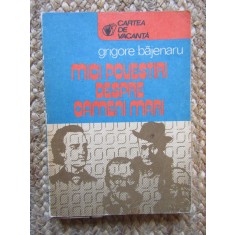 CARTEA
DE
VACANȚĂ
grigore băjenaru
MICI POVESTIRI
DESPRE
OAMENI MARI